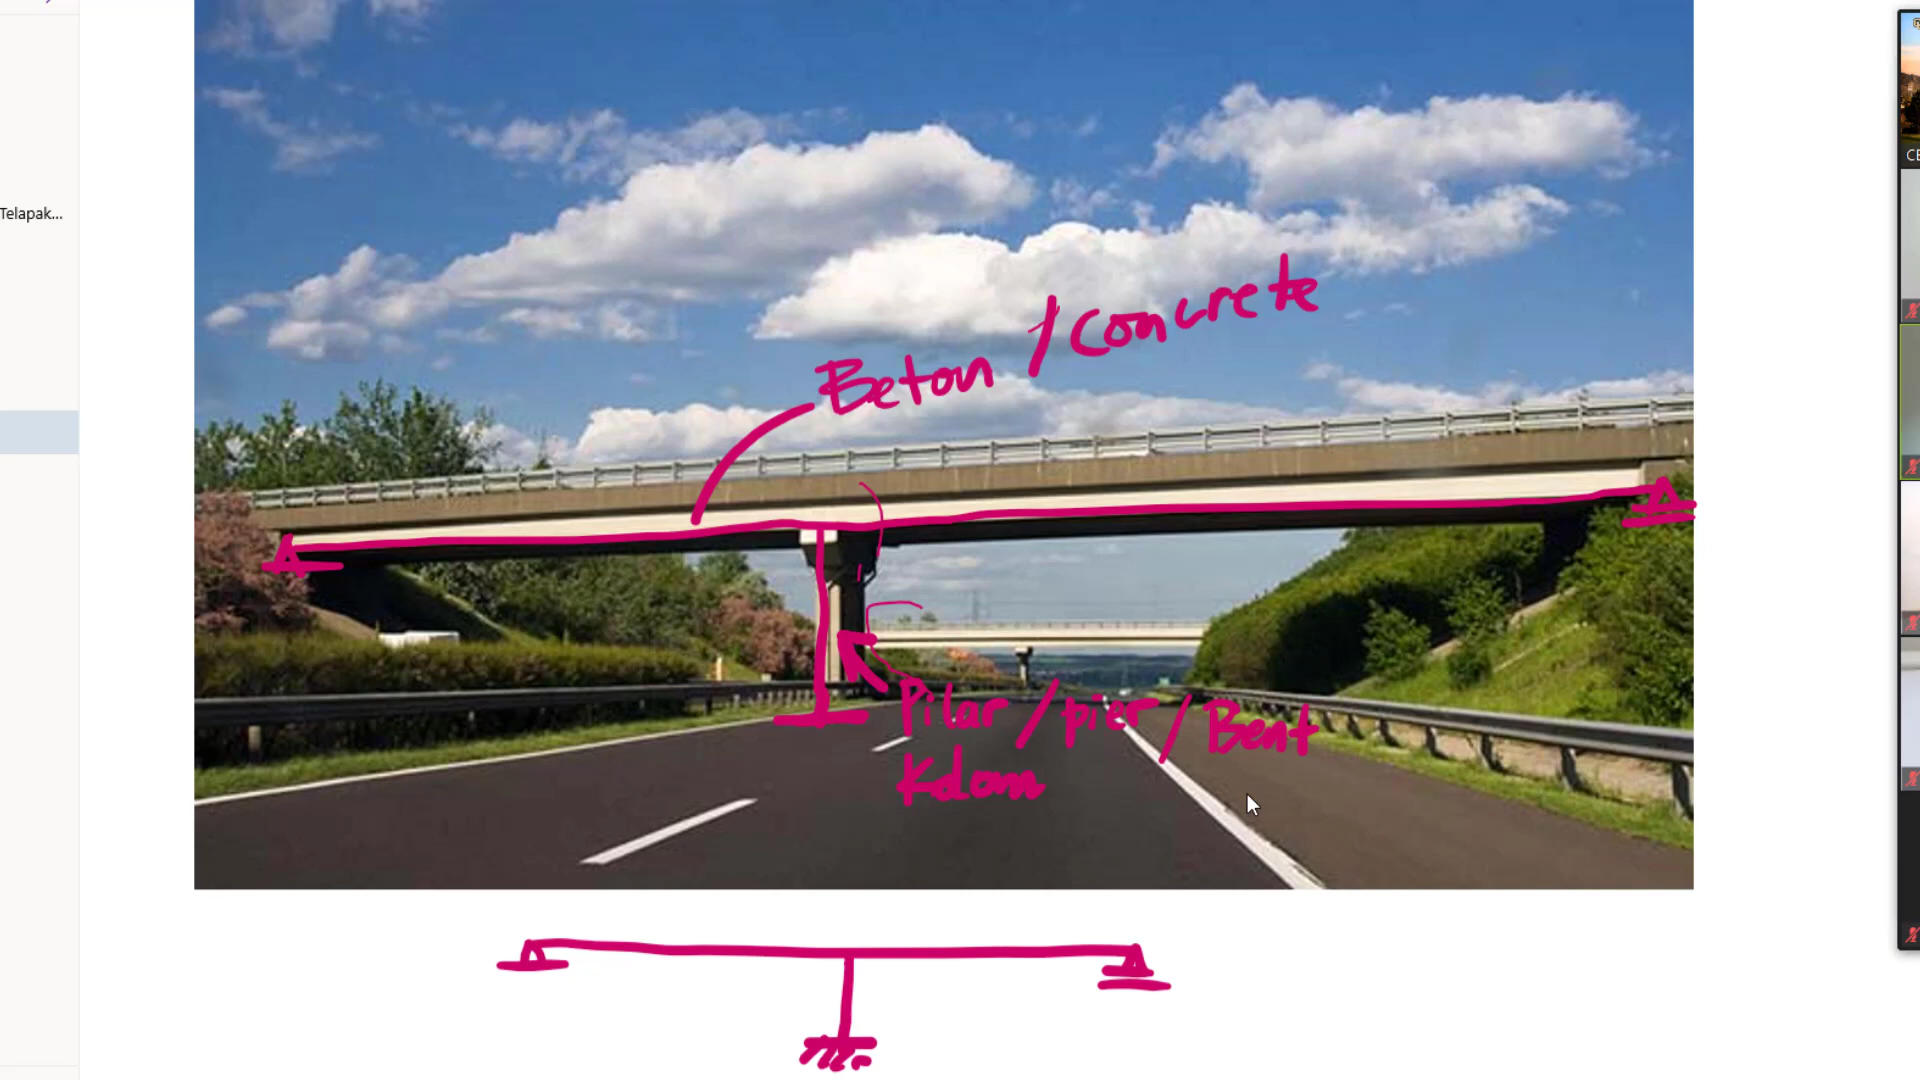 Telapak...
CE
Beton / Concrete
Pilar / pier / Bent
Kolom